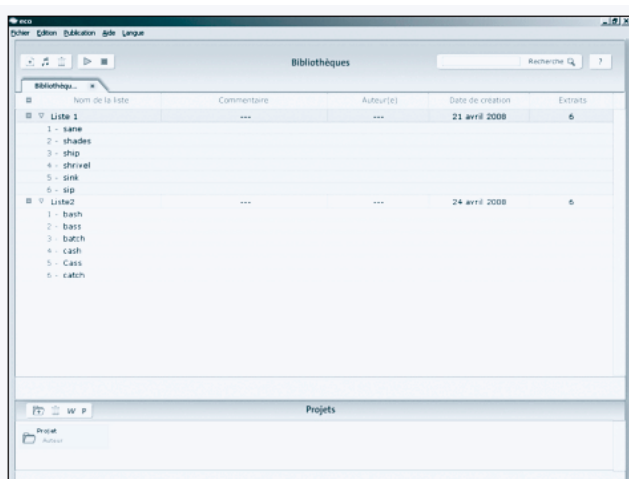 eco
Fichier Edition Publication Aide Langue
Bibliothèques Recherche ?
Bibliothéqu... ×
Nom de la liste Commentaire Auteur(e) Date de création Extraits
Liste 1 --- --- 21 avril 2008 6
1 - sane
2 - shades
3 - ship
4 - shrivel
5 - sink
6 - sip
Liste2 --- --- 24 avril 2008 6
1 - bash
2 - bass
3 - batch
4 - cash
5 - Cass
6 - catch
W P Projets
Projet
Auteur